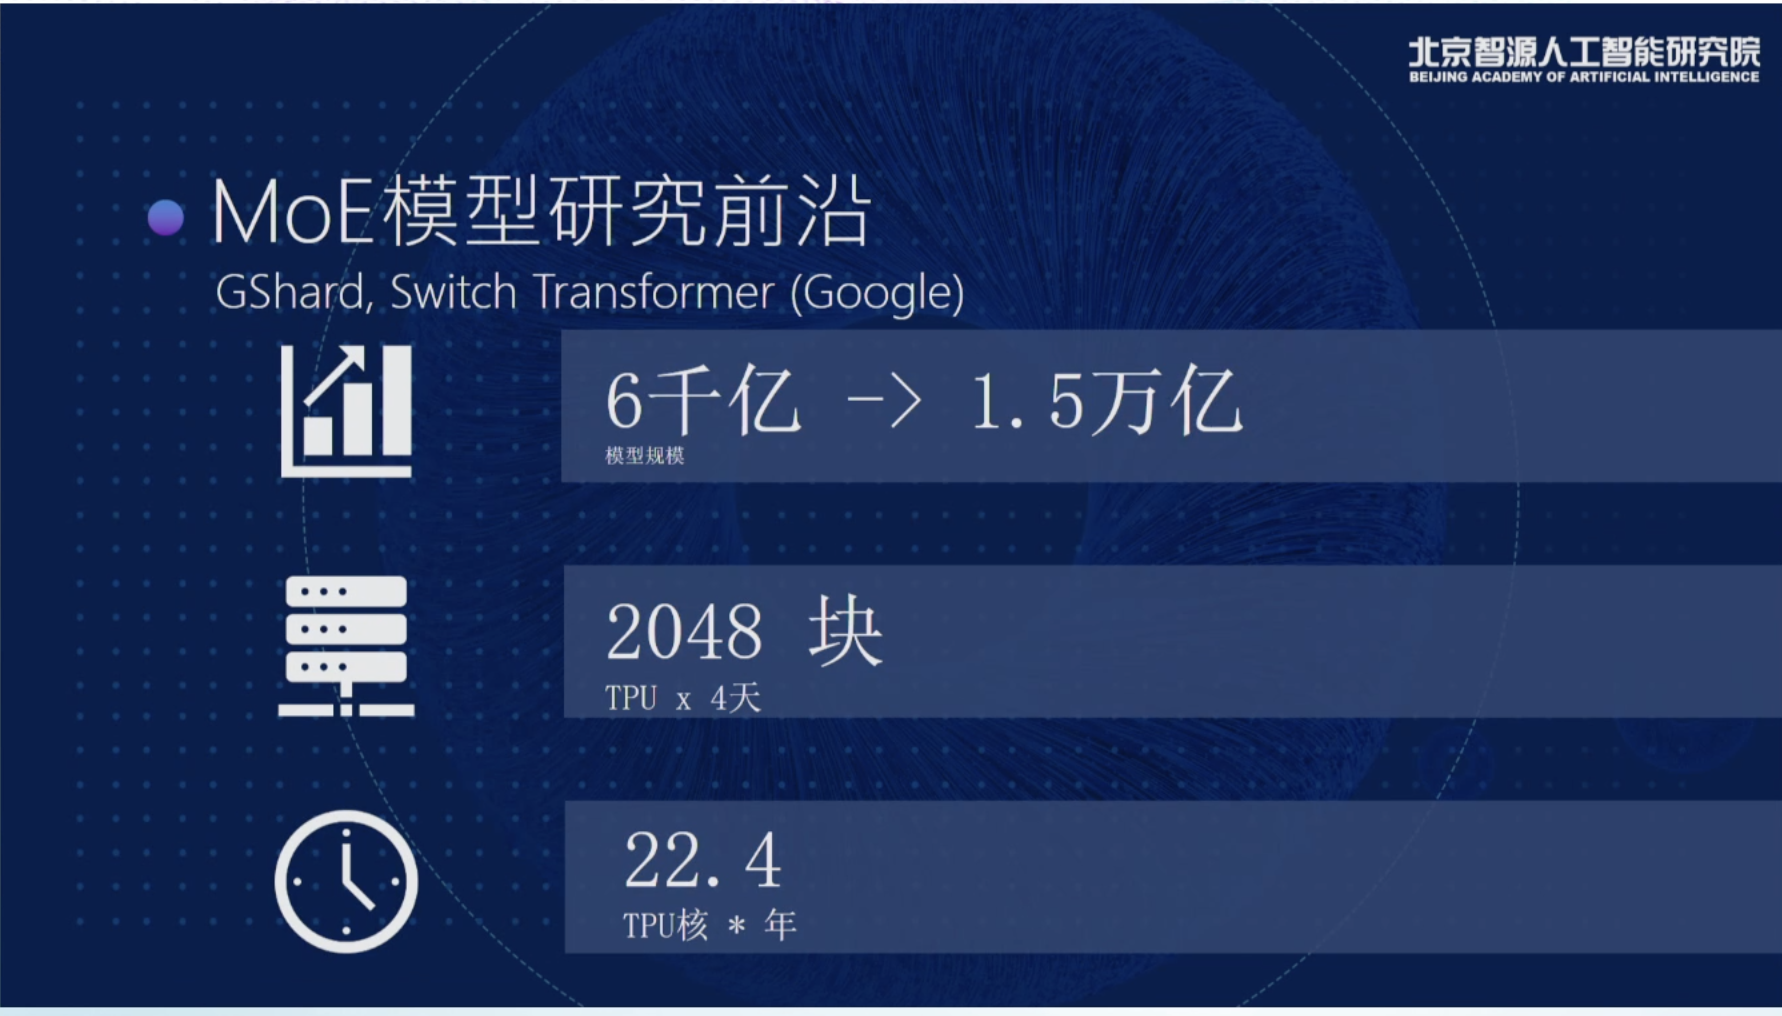 北京智源人工智能研究院
BEIJING ACADEMY OF ARTIFICIAL INTELLIGENCE
MoE模型研究前沿
GShard, Switch Transformer (Google)
6千亿 -> 1.5万亿
模型规模
2048 块
TPU x 4天
22.4
TPU核 * 年